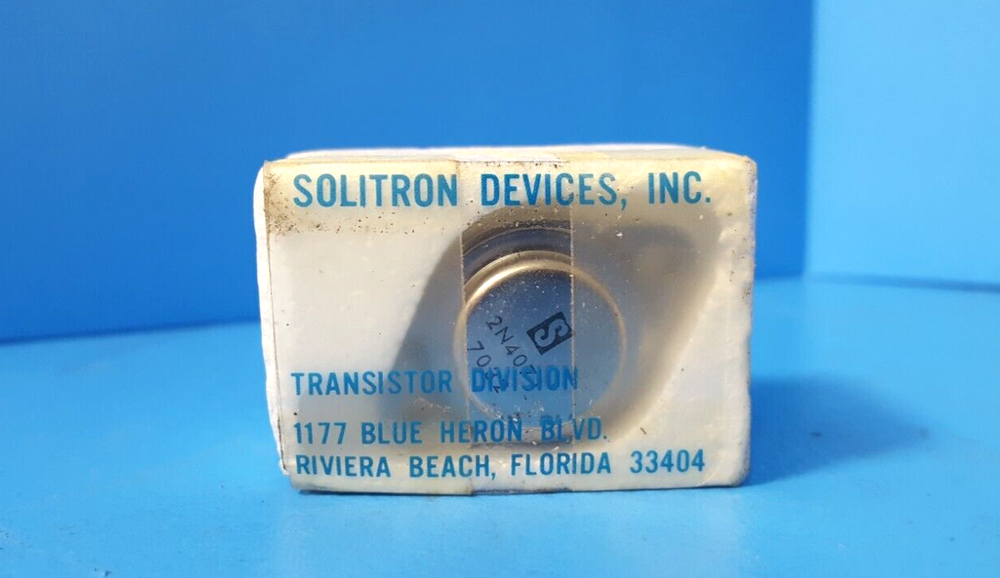 SOLITRON DEVICES, INC.
S
TRANSISTOR DIVISION
1177 BLUE HERON BLVD.
RIVIERA BEACH, FLORIDA 33404